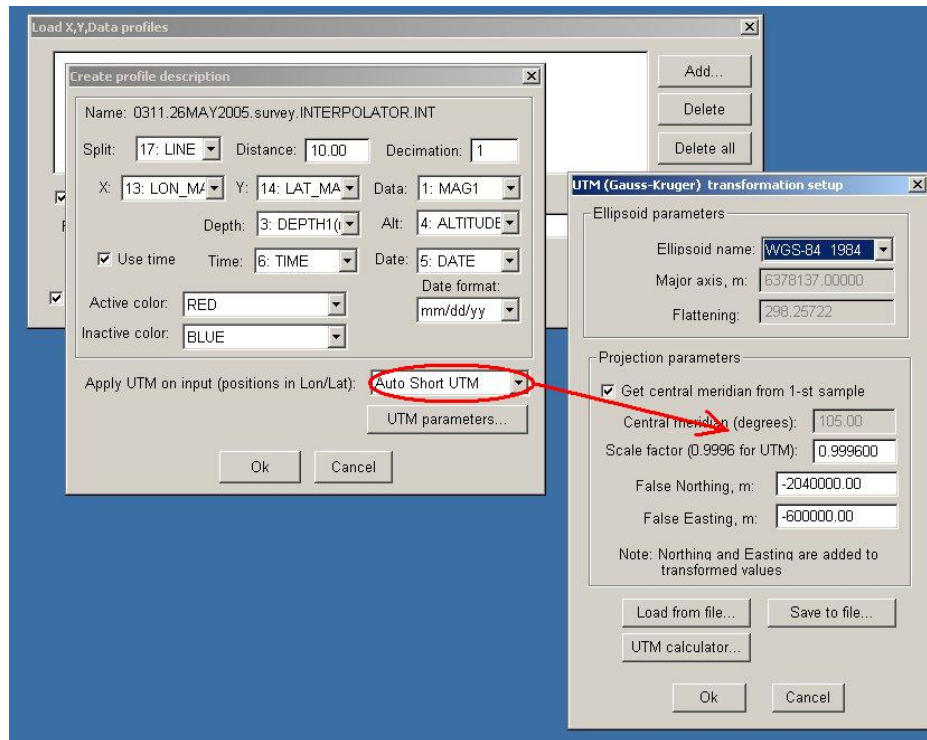 Load X,Y,Data profiles
Add...
Delete
Delete all
Create profile description
Name: 0311.26MAY2005.survey.INTERPOLATOR.INT
Split: 17: LINE Distance: 10.00 Decimation: 1
X: 13: LON_MA Y: 14: LAT_MA Data: 1: MAG1
Depth: 3: DEPTH1( Alt: 4: ALTITUDE
Use time Time: 6: TIME Date: 5: DATE
Date format:
Active color: RED mm/dd/yy
Inactive color: BLUE
Apply UTM on input (positions in Lon/Lat): Auto Short UTM
UTM parameters...
Ok Cancel
UTM (Gauss-Kruger) transformation setup
Ellipsoid parameters
Ellipsoid name: WGS-84 1984
Major axis, m: 6378137.00000
Flattening: 298.25722
Projection parameters
Get central meridian from 1-st sample
Central meridian (degrees): 105.00
Scale factor (0.9996 for UTM): 0.999600
False Northing, m: -2040000.00
False Easting, m: -600000.00
Note: Northing and Easting are added to
transformed values
Load from file... Save to file...
UTM calculator...
Ok Cancel